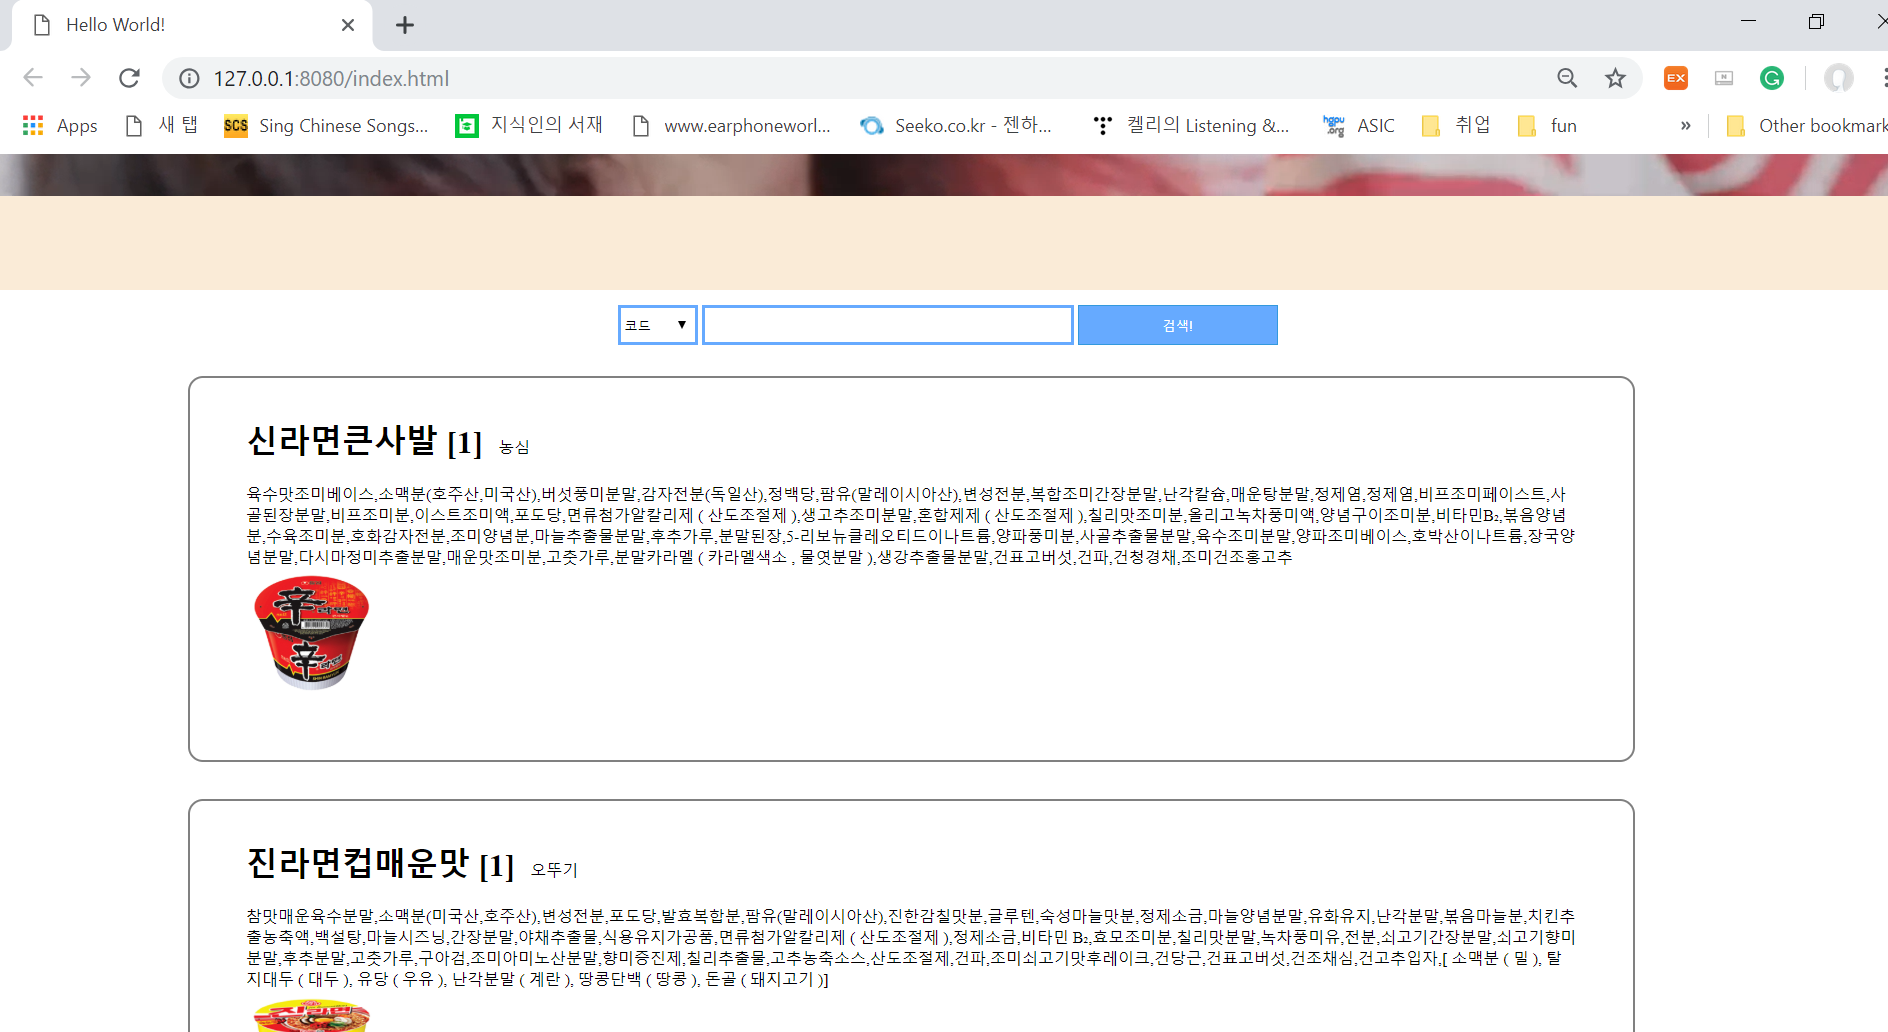 Hello World!
127.0.0.1:8080/index.html
EX
Apps 새 탭 SCS Sing Chinese Songs... 지식인의 서재 www.earphoneworl... Seeko.co.kr - 젠하... 켈리의 Listening &... hgpu.org ASIC 취업 fun » Other bookmark
코드 검색!
신라면큰사발 [1] 농심
육수맛조미베이스,소맥분(호주산,미국산),버섯풍미분말,감자전분(독일산),정백당,팜유(말레이시아산),변성전분,복합조미간장분말,난각칼슘,매운탕분말,정제염,정제염,비프조미페이스트,사
골된장분말,비프조미분,이스트조미액,포도당,면류첨가알칼리제 ( 산도조절제 ),생고추조미분말,혼합제제 ( 산도조절제 ),칠리맛조미분,올리고녹차풍미액,양념구이조미분,비타민B₂,볶음양념
분,수육조미분,호화감자전분,조미양념분,마늘추출물분말,후추가루,분말된장,5-리보뉴클레오티드이나트륨,양파풍미분,사골추출물분말,육수조미분말,양파조미베이스,호박산이나트륨,장국양
념분말,다시마정미추출분말,매운맛조미분,고춧가루,분말카라멜 ( 카라멜색소 , 물엿분말 ),생강추출물분말,건표고버섯,건파,건청경채,조미건조홍고추
辛
辛
진라면컵매운맛 [1] 오뚜기
참맛매운육수분말,소맥분(미국산,호주산),변성전분,포도당,발효복합분,팜유(말레이시아산),진한감칠맛분,글루텐,숙성마늘맛분,정제소금,마늘양념분말,유화유지,난각분말,볶음마늘분,치킨추
출농축액,백설탕,마늘시즈닝,간장분말,야채추출물,식용유지가공품,면류첨가알칼리제 ( 산도조절제 ),정제소금,비타민 B₂,효모조미분,칠리맛분말,녹차풍미유,전분,쇠고기간장분말,쇠고기향미
분말,후추분말,고춧가루,구아검,조미아미노산분말,향미증진제,칠리추출물,고추농축소스,산도조절제,건파,조미쇠고기맛후레이크,건당근,건표고버섯,건조채심,건고추입자,[ 소맥분 ( 밀 ), 탈
지대두 ( 대두 ), 유당 ( 우유 ), 난각분말 ( 계란 ), 땅콩단백 ( 땅콩 ), 돈골 ( 돼지고기 )]
진라면